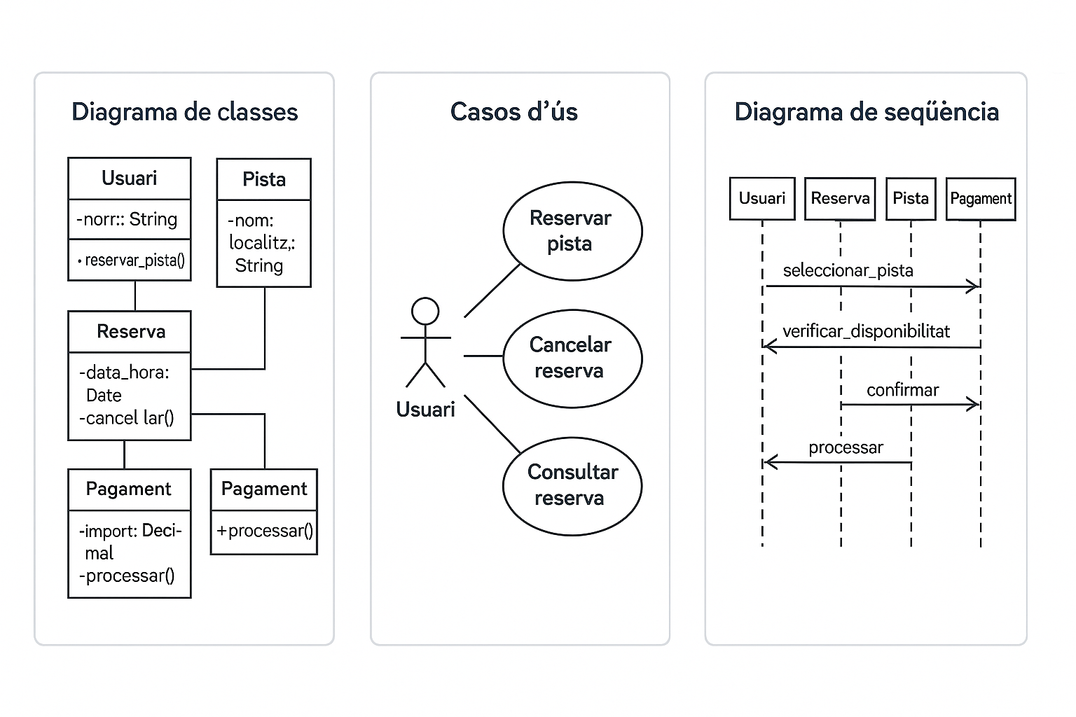 Diagrama de classes
Usuari
-norr:: String
• reservar_pista()
Pista
-nom:
localitz,:
String
Reserva
-data_hora:
Date
-cancel lar()
Pagament
-import: Deci-
mal
-processar()
Pagament
+processar()
Casos d’ús
Reservar
pista
Cancelar
reserva
Consultar
reserva
Usuari
Diagrama de seqüència
Usuari
Reserva
Pista
Pagament
seleccionar_pista
verificar_disponibilitat
confirmar
processar